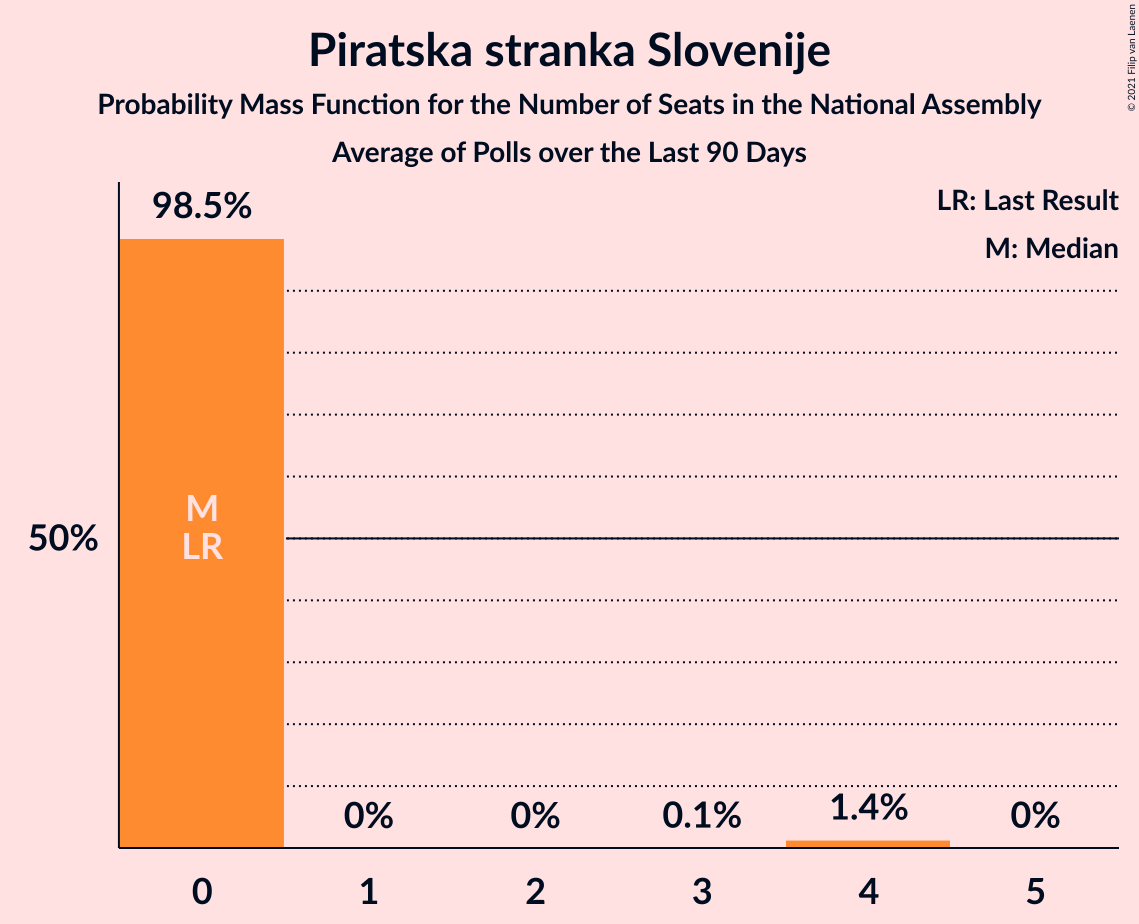 Piratska stranka Slovenije
Probability Mass Function for the Number of Seats in the National Assembly
Average of Polls over the Last 90 Days
© 2021 Filip van Laenen
LR: Last Result
M: Median
98.5%
M
LR
50%
0%
0%
0.1%
1.4%
0%
0
1
2
3
4
5